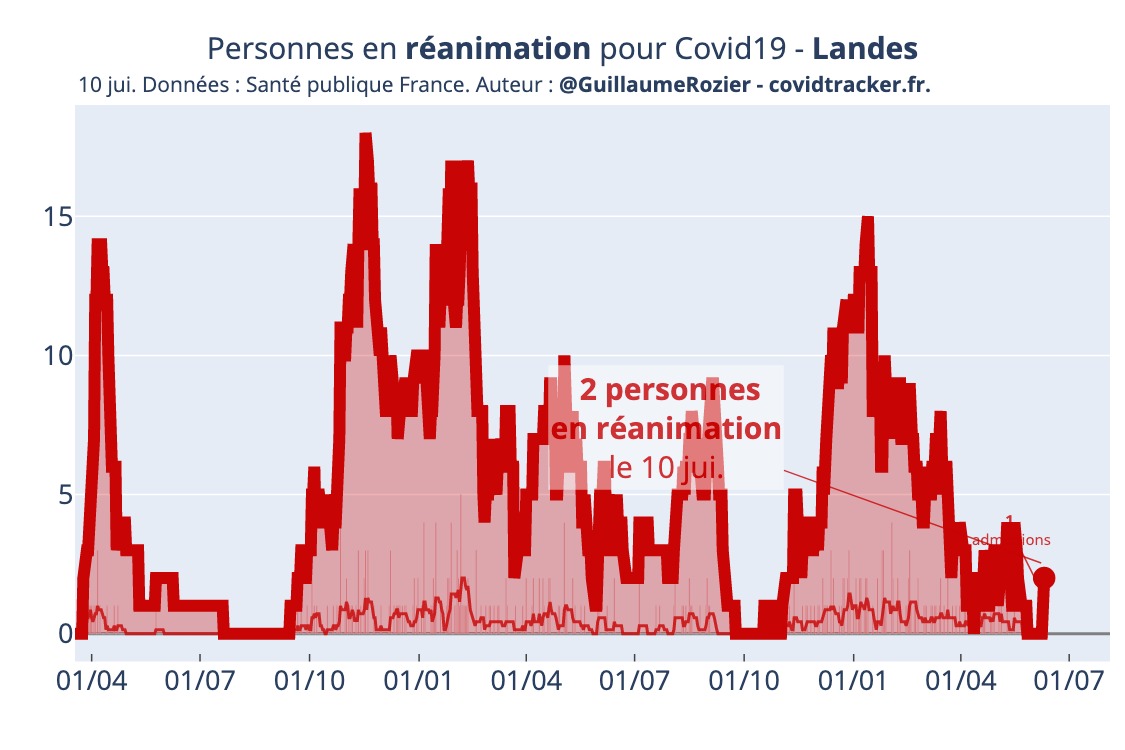 Personnes en réanimation pour Covid19 - Landes
10 jui. Données : Santé publique France. Auteur : @GuillaumeRozier - covidtracker.fr.
15
10
5
0
2 personnes
en réanimation
le 10 jui.
1
admissions
01/04
01/07
01/10
01/01
01/04
01/07
01/10
01/01
01/04
01/07